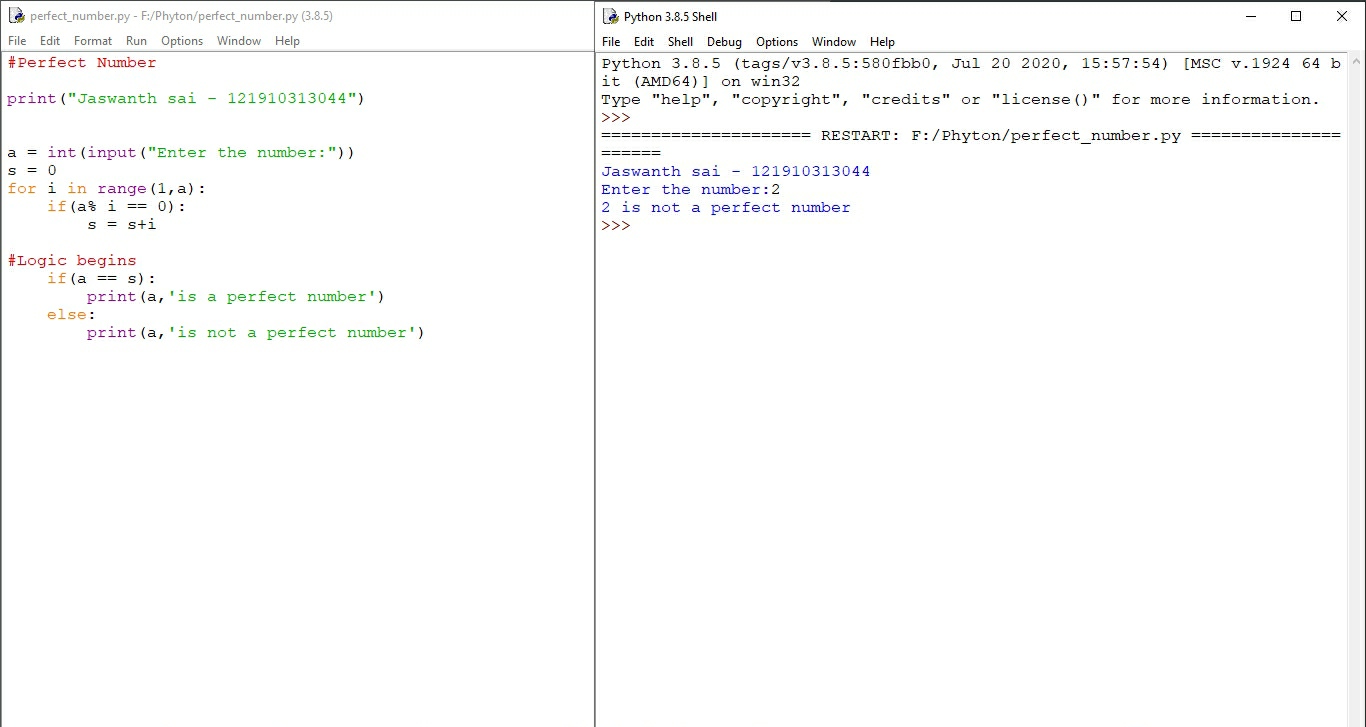 perfect_number.py - F:/Phyton/perfect_number.py (3.8.5)
File Edit Format Run Options Window Help
#Perfect Number
print("Jaswanth sai - 121910313044")
a = int(input("Enter the number:"))
s = 0
for i in range(1,a):
    if(a% i == 0):
        s = s+i
#Logic begins
    if(a == s):
        print(a,'is a perfect number')
    else:
        print(a,'is not a perfect number')
Python 3.8.5 Shell
File Edit Shell Debug Options Window Help
Python 3.8.5 (tags/v3.8.5:580fbb0, Jul 20 2020, 15:57:54) [MSC v.1924 64 b
it (AMD64)] on win32
Type "help", "copyright", "credits" or "license()" for more information.
>>>
===================== RESTART: F:/Phyton/perfect_number.py ===============
======
Jaswanth sai - 121910313044
Enter the number:2
2 is not a perfect number
>>>